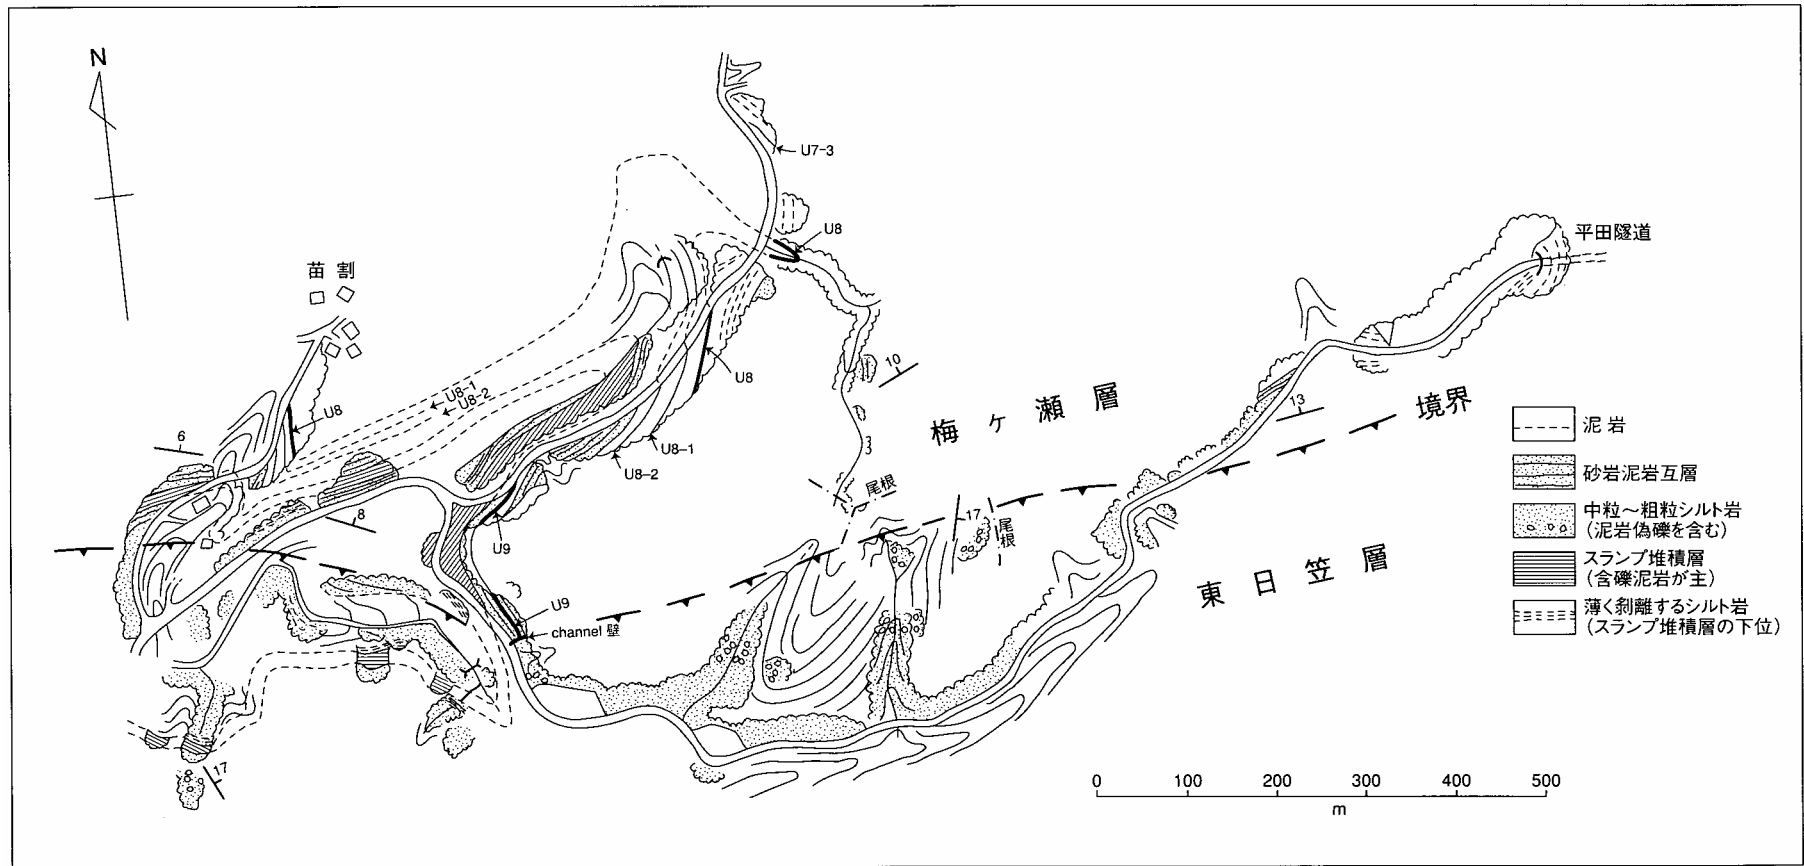 N
U7-3
U8
平田隧道
苗割
U8-1
U8-2
U8
10
U8
6
梅ヶ瀬層
13
境界
U8-1
U8-2
尾根
8
17
尾根
U9
東日笠層
U9
channel 壁
17
泥岩
砂岩泥岩互層
中粒～粗粒シルト岩
(泥岩偽礫を含む)
スランプ堆積層
(含礫泥岩が主)
薄く剝離するシルト岩
(スランプ堆積層の下位)
0 100 200 300 400 500
m